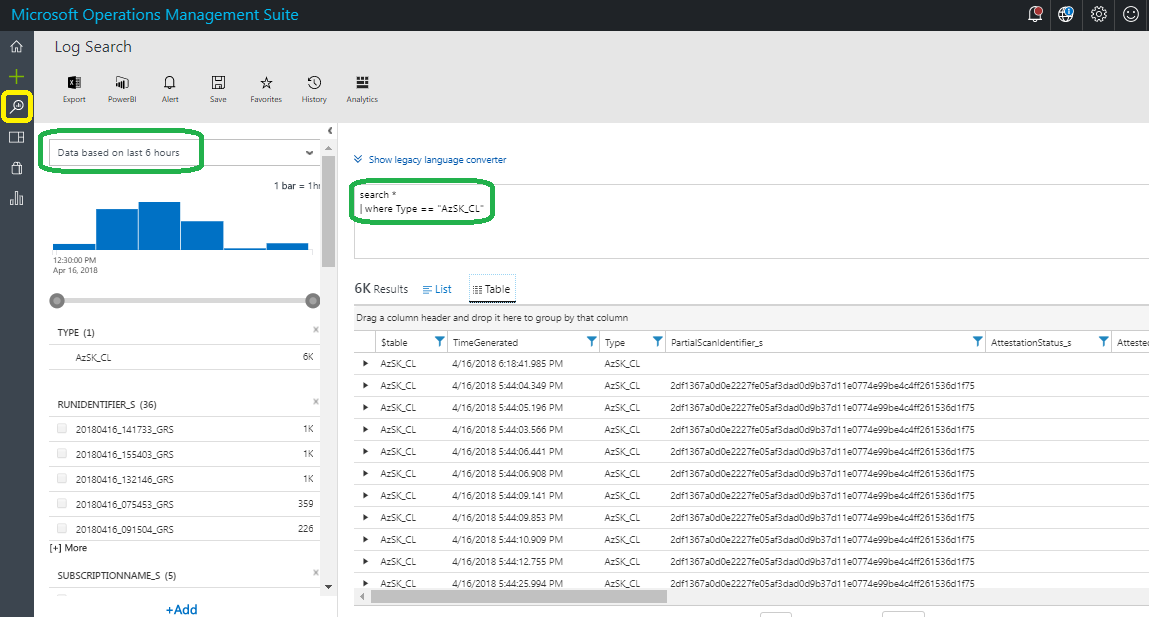 Microsoft Operations Management Suite
Log Search
Export PowerBI Alert Save Favorites History Analytics
Data based on last 6 hours
1 bar = 1h
12:30:00 PM
Apr 16, 2018
TYPE (1)
AzSK_CL 6K
RUNIDENTIFIER_S (36)
20180416_141733_GRS 1K
20180416_155403_GRS 1K
20180416_132146_GRS 1K
20180416_075453_GRS 359
20180416_091504_GRS 226
[+] More
SUBSCRIPTIONNAME_S (5)
+Add
Show legacy language converter
search *
| where Type == "AzSK_CL"
6K Results List Table
Drag a column header and drop it here to group by that column
$table TimeGenerated Type PartialScanIdentifier_s AttestationStatus_s Attested
AzSK_CL 4/16/2018 6:18:41.985 PM AzSK_CL
AzSK_CL 4/16/2018 5:44:04.349 PM AzSK_CL 2df1367a0d0e2227fe05af3dad0d9b37d11e0774e99be4c4ff261536d1f75
AzSK_CL 4/16/2018 5:44:05.196 PM AzSK_CL 2df1367a0d0e2227fe05af3dad0d9b37d11e0774e99be4c4ff261536d1f75
AzSK_CL 4/16/2018 5:44:03.566 PM AzSK_CL 2df1367a0d0e2227fe05af3dad0d9b37d11e0774e99be4c4ff261536d1f75
AzSK_CL 4/16/2018 5:44:06.441 PM AzSK_CL 2df1367a0d0e2227fe05af3dad0d9b37d11e0774e99be4c4ff261536d1f75
AzSK_CL 4/16/2018 5:44:06.908 PM AzSK_CL 2df1367a0d0e2227fe05af3dad0d9b37d11e0774e99be4c4ff261536d1f75
AzSK_CL 4/16/2018 5:44:09.141 PM AzSK_CL 2df1367a0d0e2227fe05af3dad0d9b37d11e0774e99be4c4ff261536d1f75
AzSK_CL 4/16/2018 5:44:09.853 PM AzSK_CL 2df1367a0d0e2227fe05af3dad0d9b37d11e0774e99be4c4ff261536d1f75
AzSK_CL 4/16/2018 5:44:10.909 PM AzSK_CL 2df1367a0d0e2227fe05af3dad0d9b37d11e0774e99be4c4ff261536d1f75
AzSK_CL 4/16/2018 5:44:12.755 PM AzSK_CL 2df1367a0d0e2227fe05af3dad0d9b37d11e0774e99be4c4ff261536d1f75
AzSK_CL 4/16/2018 5:44:25.994 PM AzSK_CL 2df1367a0d0e2227fe05af3dad0d9b37d11e0774e99be4c4ff261536d1f75